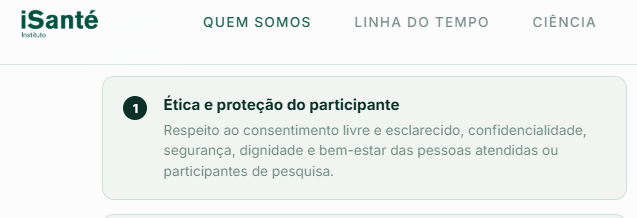 iSanté
Instituto
QUEM SOMOS
LINHA DO TEMPO
CIÊNCIA
1
Ética e proteção do participante
Respeito ao consentimento livre e esclarecido, confidencialidade,
segurança, dignidade e bem-estar das pessoas atendidas ou
participantes de pesquisa.